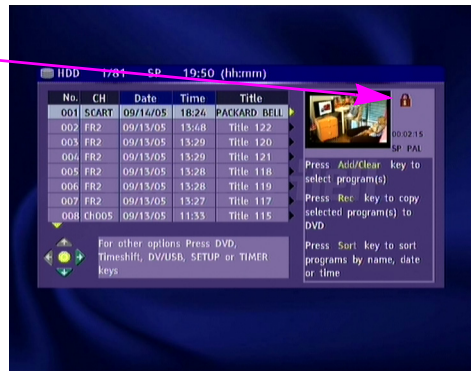 HDD 1/81 SP 19:50 (hh:mm)
No. CH Date Time Title
001 SCART 09/14/05 18:24 PACKARD BELL
002 FR2 09/13/05 13:48 Title 122
003 FR2 09/13/05 13:29 Title 120
004 FR2 09/13/05 13:29 Title 121
005 FR2 09/13/05 13:28 Title 118
006 FR2 09/13/05 13:28 Title 119
007 FR2 09/13/05 13:27 Title 117
008 Ch005 09/13/05 11:33 Title 115
For other options Press DVD,
Timeshift, DV/USB, SETUP or TIMER
keys
00:02:15
SP PAL
Press Add/Clear key to
select program(s)
Press Rec key to copy
selected program(s) to
DVD
Press Sort key to sort
programs by name, date
or time